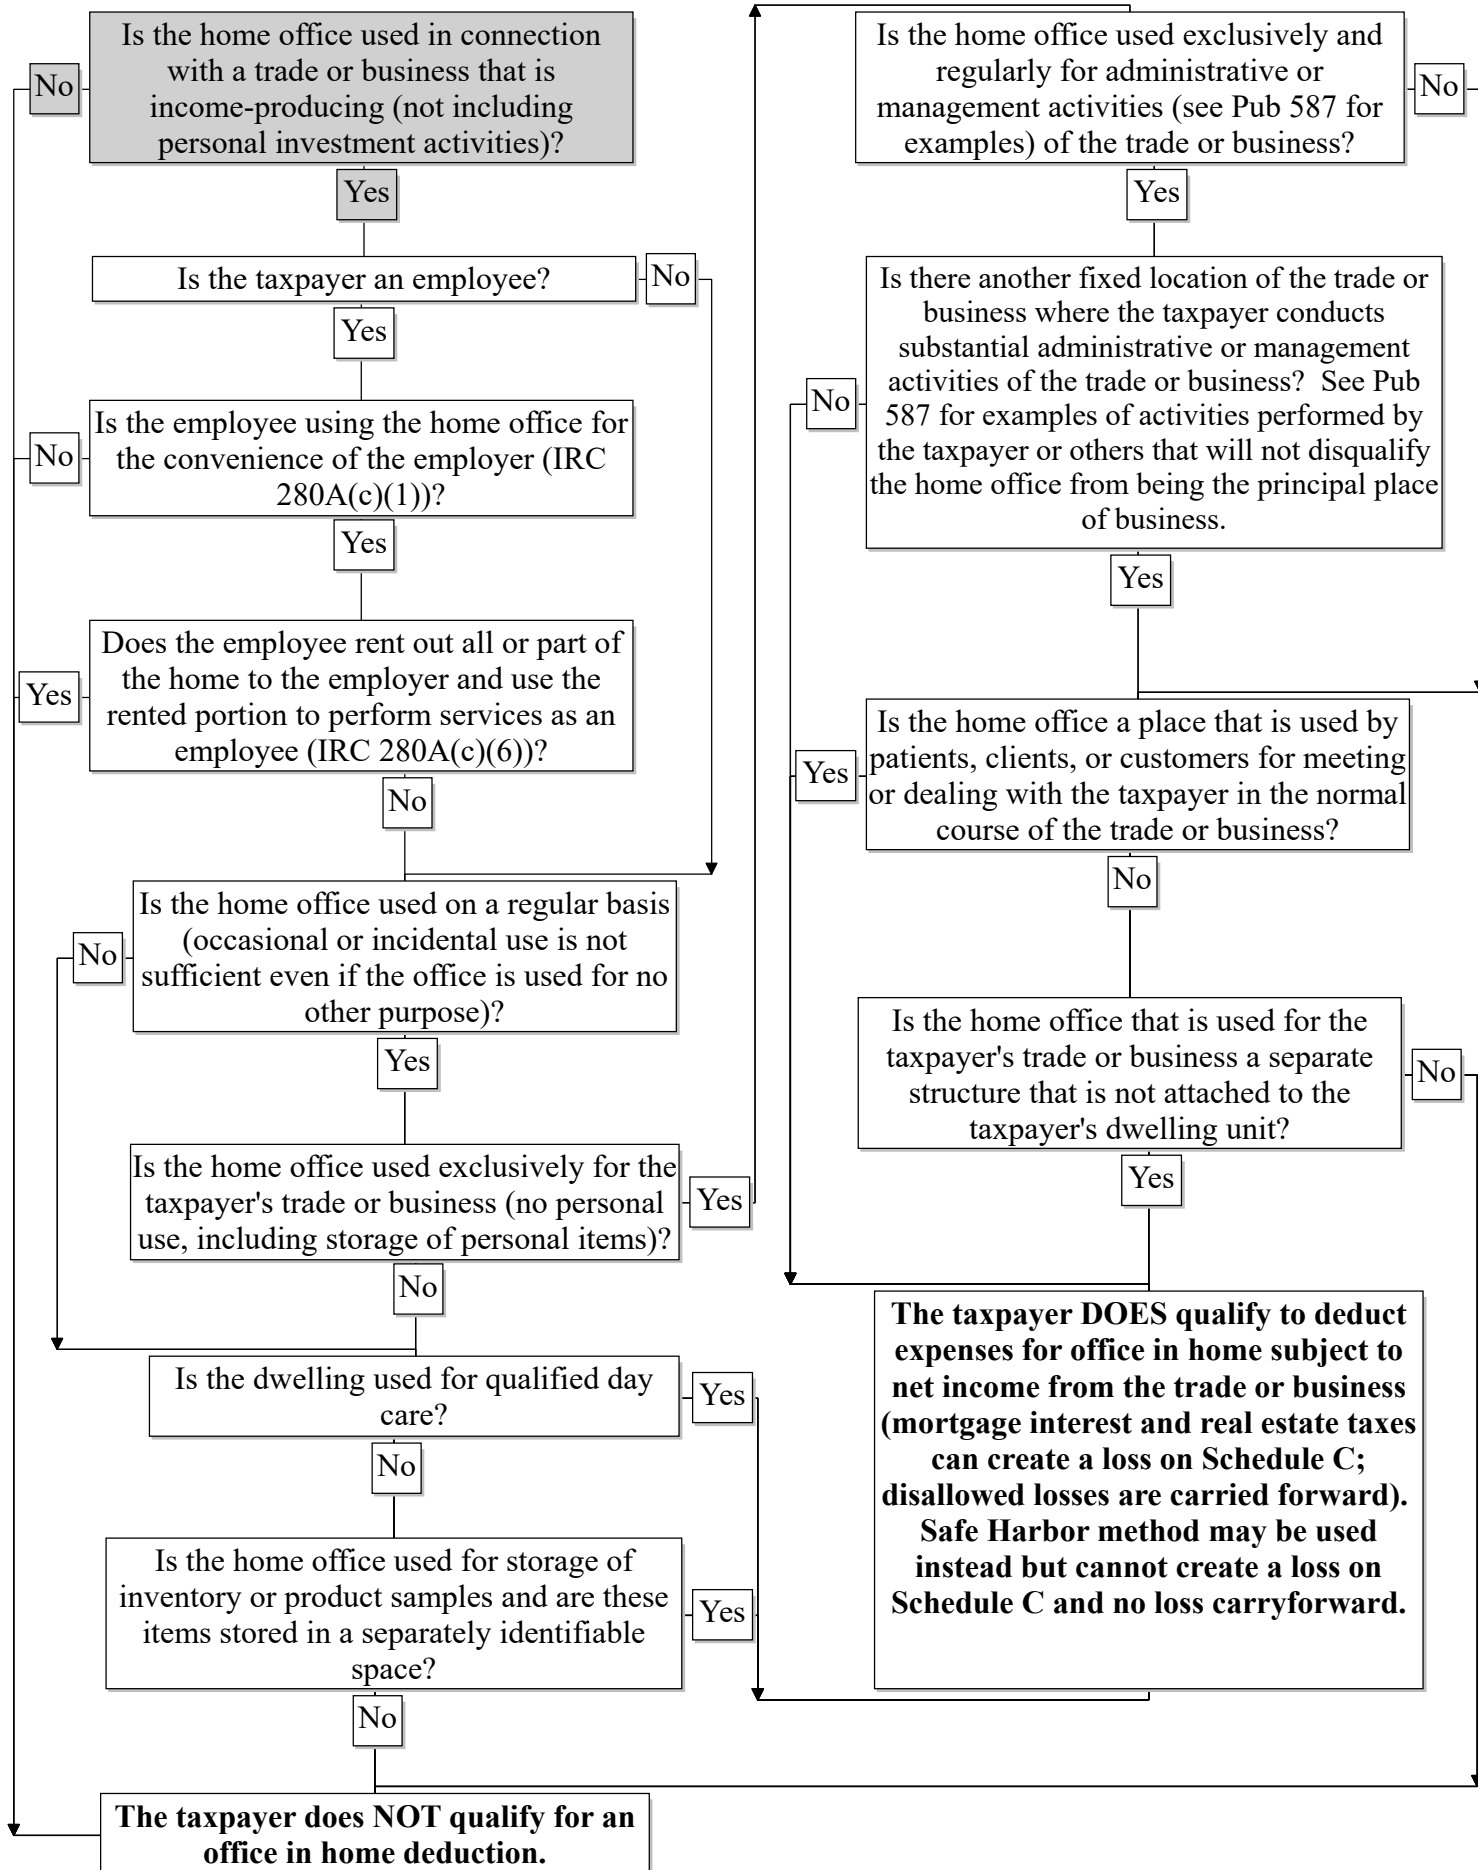 Is the home office used in connection
with a trade or business that is
income-producing (not including
personal investment activities)?
No
Yes
Is the taxpayer an employee?
No
Yes
Is the employee using the home office for
the convenience of the employer (IRC
280A(c)(1))?
No
Yes
Does the employee rent out all or part of
the home to the employer and use the
rented portion to perform services as an
employee (IRC 280A(c)(6))?
Yes
No
Is the home office used on a regular basis
(occasional or incidental use is not
sufficient even if the office is used for no
other purpose)?
No
Yes
Is the home office used exclusively for the
taxpayer's trade or business (no personal
use, including storage of personal items)?
Yes
No
Is the dwelling used for qualified day
care?
Yes
No
Is the home office used for storage of
inventory or product samples and are these
items stored in a separately identifiable
space?
Yes
No
The taxpayer does NOT qualify for an
office in home deduction.
Is the home office used exclusively and
regularly for administrative or
management activities (see Pub 587 for
examples) of the trade or business?
No
Yes
Is there another fixed location of the trade or
business where the taxpayer conducts
substantial administrative or management
activities of the trade or business?  See Pub
587 for examples of activities performed by
the taxpayer or others that will not disqualify
the home office from being the principal place
of business.
No
Yes
Is the home office a place that is used by
patients, clients, or customers for meeting
or dealing with the taxpayer in the normal
course of the trade or business?
Yes
No
Is the home office that is used for the
taxpayer's trade or business a separate
structure that is not attached to the
taxpayer's dwelling unit?
No
Yes
The taxpayer DOES qualify to deduct
expenses for office in home subject to
net income from the trade or business
(mortgage interest and real estate taxes
can create a loss on Schedule C;
disallowed losses are carried forward).
Safe Harbor method may be used
instead but cannot create a loss on
Schedule C and no loss carryforward.